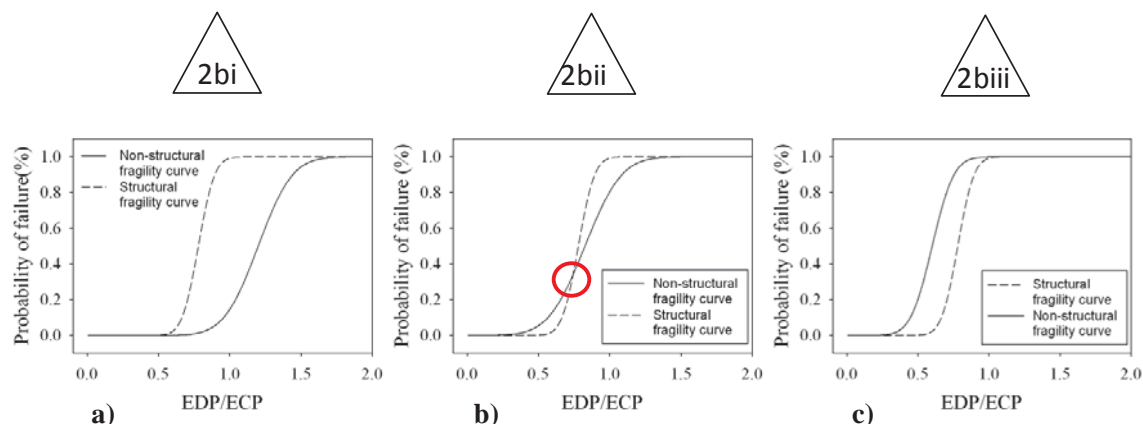 2bi
2bii
2biii
Probability of failure(%)
1.0
0.8
0.6
0.4
0.2
0.0
Non-structural
fragility curve
Structural
fragility curve
0.0 0.5 1.0 1.5 2.0
EDP/ECP
a)
Probability of failure (%)
1.0
0.8
0.6
0.4
0.2
0.0
Non-structural
fragility curve
Structural
fragility curve
0.0 0.5 1.0 1.5 2.0
EDP/ECP
b)
Probability of failure (%)
1.0
0.8
0.6
0.4
0.2
0.0
Structural
fragility curve
Non-structural
fragility curve
0.0 0.5 1.0 1.5 2.0
EDP/ECP
c)